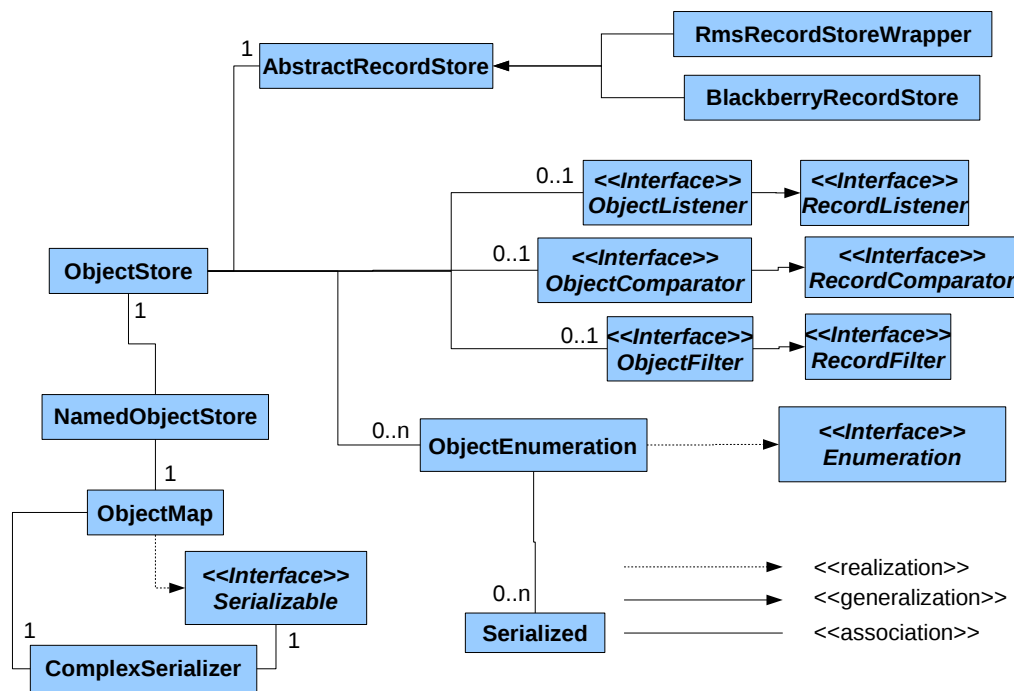 RmsRecordStoreWrapper
1
AbstractRecordStore
BlackberryRecordStore
0..1
<<Interface>>
ObjectListener
<<Interface>>
RecordListener
ObjectStore
0..1
<<Interface>>
ObjectComparator
<<Interface>>
RecordComparator
1
0..1
<<Interface>>
ObjectFilter
<<Interface>>
RecordFilter
NamedObjectStore
0..n
ObjectEnumeration
<<Interface>>
Enumeration
1
ObjectMap
<<Interface>>
Serializable
<<realization>>
0..n
<<generalization>>
Serialized
<<association>>
1
1
ComplexSerializer